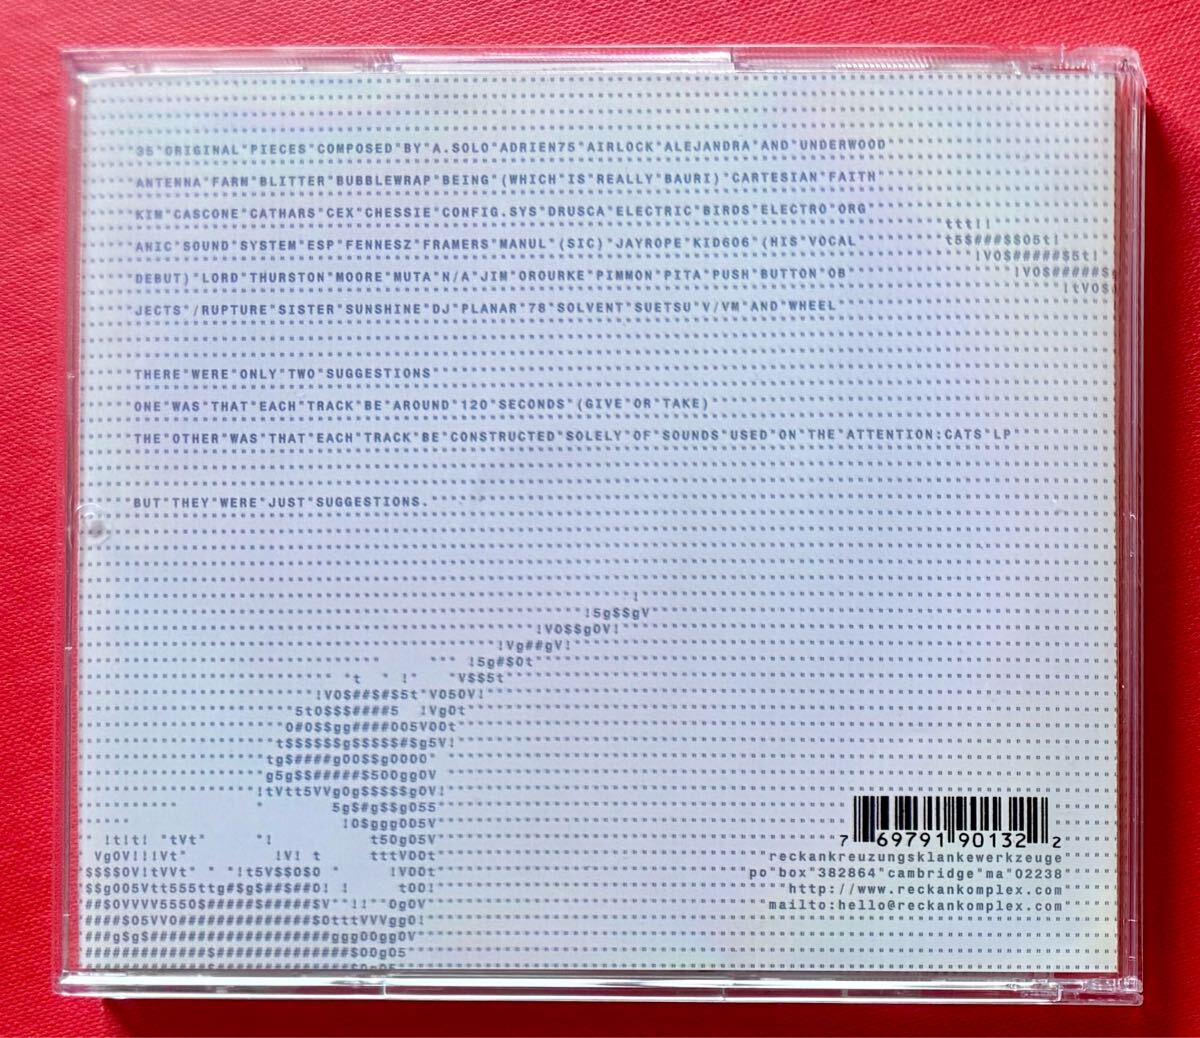 35"ORIGINAL"PIECES"COMPOSED"BY"A.SOLO"ADRIEN75"AIRLOCK"ALEJANDRA"AND"UNDERWOOD
ANTENNA"FARM"BLITTER"BUBBLEWRAP"BEING"(WHICH"IS"REALLY"BAURI)"CARTESIAN"FAITH"
KIM"CASCONE"CATHARS"CEX"CHESSIE"CONFIG.SYS"DRUSCA"ELECTRIC"BIRDS"ELECTRO"ORG
ANIC"SOUND"SYSTEM"ESP"FENNESZ"FRAMERS"MANUL"(SIC)"JAYROPE"KID606"(HIS"VOCAL
DEBUT)"LORD"THURSTON"MOORE"MUTA"N/A"JIM"OROURKE"PIMMON"PITA"PUSH"BUTTON"OB
JECTS"/RUPTURE"SISTER"SUNSHINE"DJ"PLANAR"78"SOLVENT"SUETSU"V/VM"AND"WHEEL
THERE"WERE"ONLY"TWO"SUGGESTIONS
ONE"WAS"THAT"EACH"TRACK"BE"AROUND"120"SECONDS"(GIVE"OR"TAKE)
THE"OTHER"WAS"THAT"EACH"TRACK"BE"CONSTRUCTED"SOLELY"OF"SOUNDS"USED"ON"THE"ATTENTION:CATS"LP
BUT"THEY"WERE"JUST"SUGGESTIONS.
7 69791 90132 2
reckankreuzungsklankewerkzeuge
po"box"382864"cambridge"ma"02238
http://www.reckankomplex.com
mailto:hello@reckankomplex.com